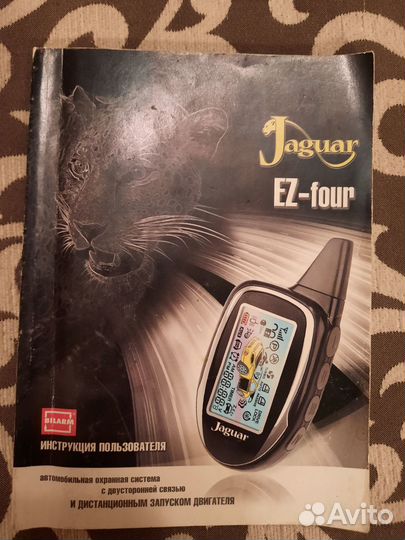 Jaguar
EZ-four
Jaguar
BILARM
ИНСТРУКЦИЯ ПОЛЬЗОВАТЕЛЯ
автомобильная охранная система
с двусторонней связью
И ДИСТАНЦИОННЫМ ЗАПУСКОМ ДВИГАТЕЛЯ
Avito